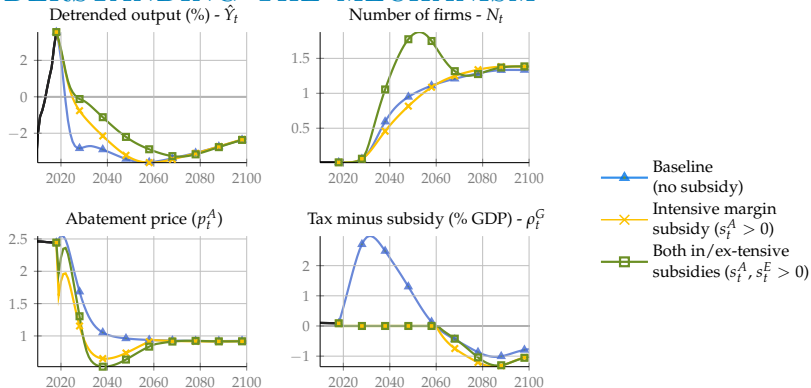 Detrended output (%) - Ŷ_t
Number of firms - N_t
2
0
−2
2020 2040 2060 2080 2100
1.5
1
0.5
2020 2040 2060 2080 2100
Abatement price (p_t^A)
Tax minus subsidy (% GDP) - ρ_t^G
2.5
2
1.5
1
2020 2040 2060 2080 2100
3
2
1
0
−1
2020 2040 2060 2080 2100
Baseline
(no subsidy)
Intensive margin
subsidy (s_t^A > 0)
Both in/ex-tensive
subsidies (s_t^A, s_t^E > 0)